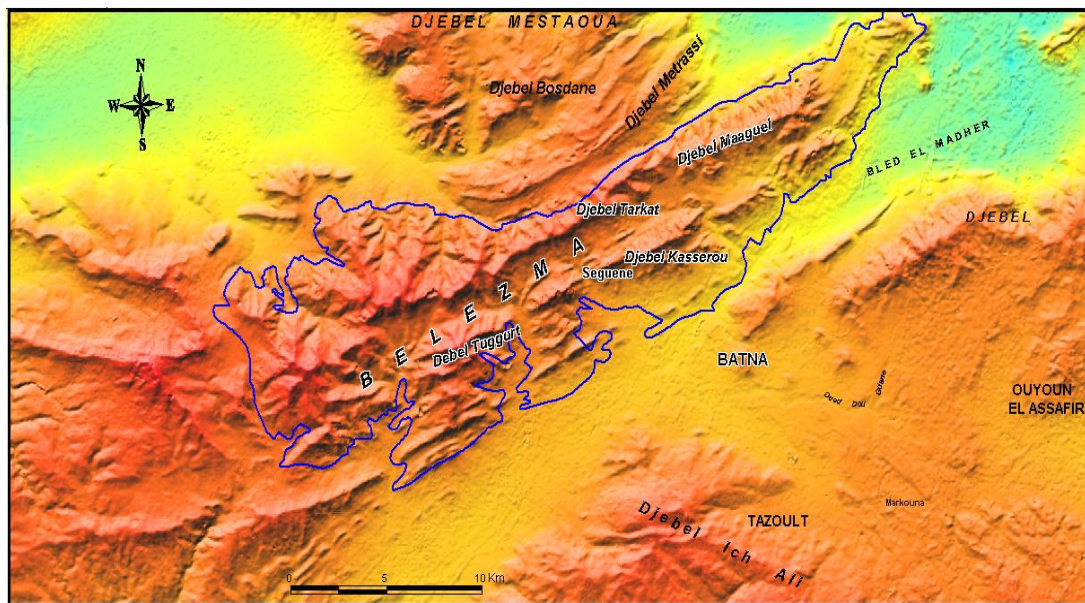 DJEBEL MESTAOUA
N
W E
S
Djebel Bosdane
Djebel Metrassi
Djebel Maaguel
BLED EL MADHER
Djebel Tarkat
DJEBEL
BELEZMA
Djebel Kasserou
Seguene
Debel Tuggurt
BATNA
OUYOUN
EL ASSAFIR
Markouna
TAZOULT
Djebel Ich Ali
0 5 10 Km